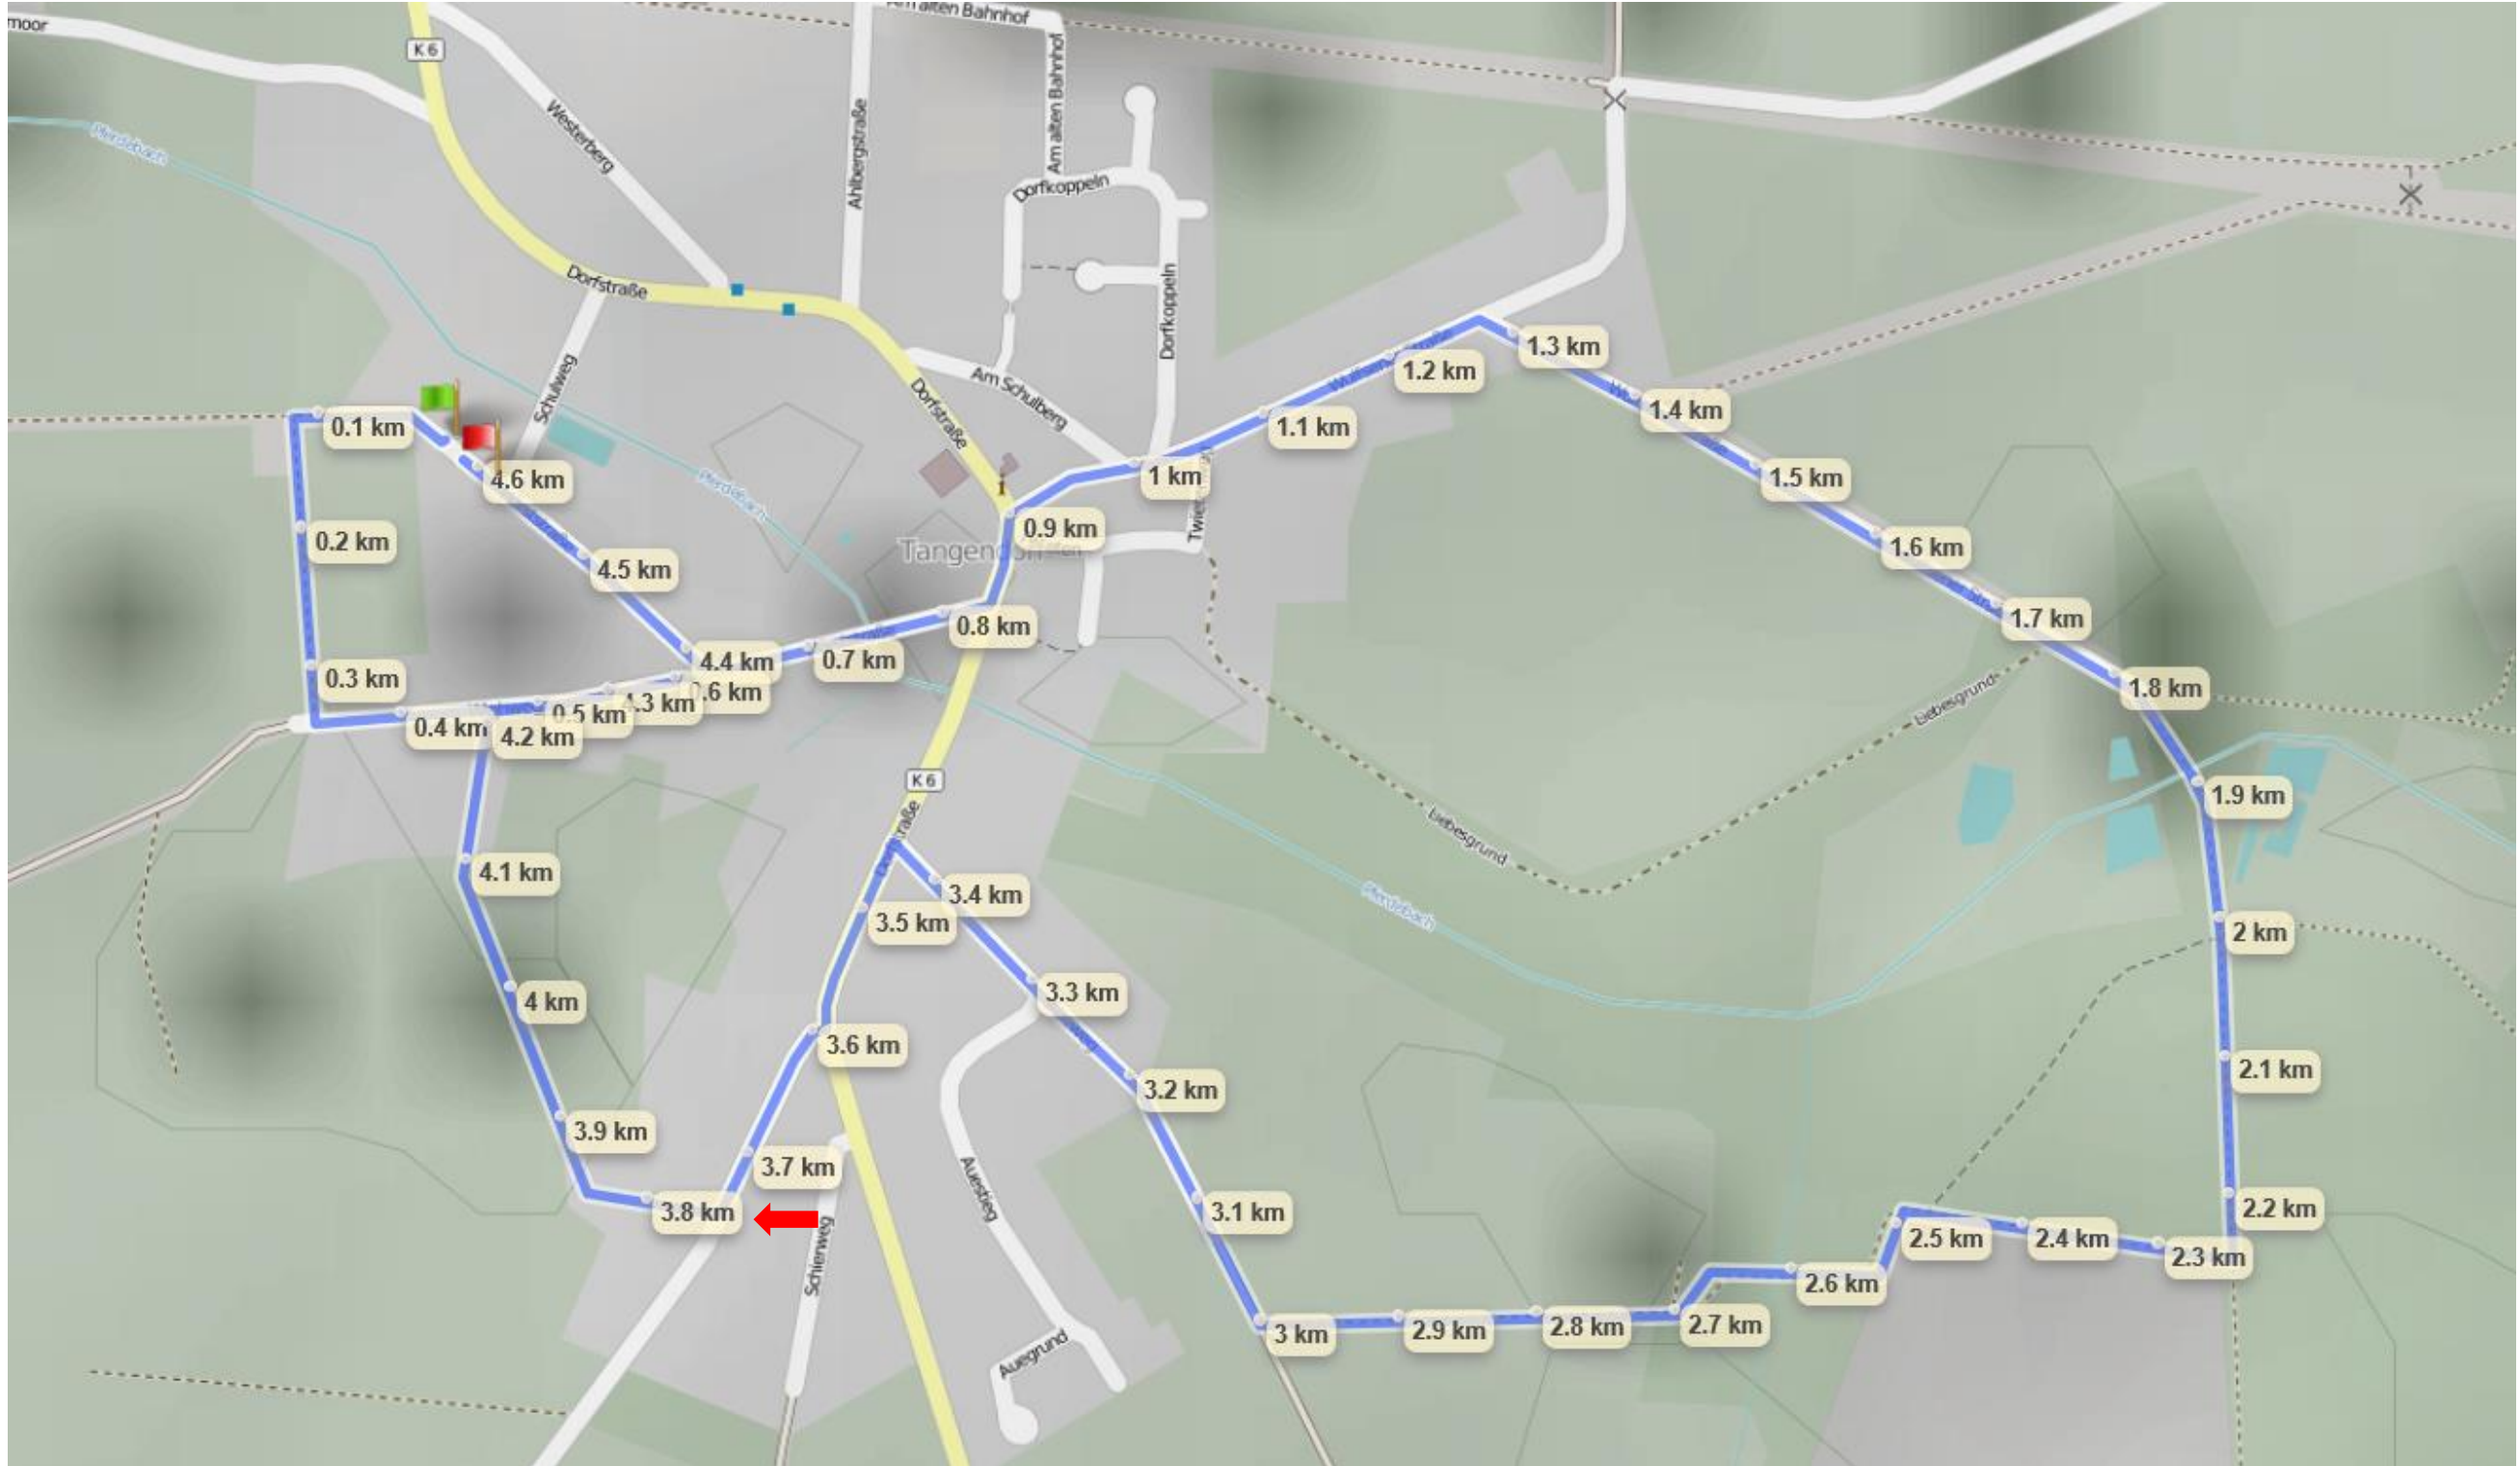 moor
K 6
Am alten Bahnhof
Am alten Bahnhof
Westerberg
Ahlbergstraße
Pferdebach
Dorfkoppeln
Dorfkoppeln
Dorfstraße
Schulweg
Am Schulberg
Dorfstraße
1.3 km
1.2 km
1.4 km
0.1 km
1.1 km
4.6 km
1 km
1.5 km
Pferdebach
0.9 km
0.2 km
Tangendorf
1.6 km
4.5 km
1.7 km
0.8 km
0.7 km
4.4 km
0.3 km
0.6 km
4.3 km
0.5 km
0.4 km
4.2 km
1.8 km
Liebesgrund
K 6
1.9 km
Liebesgrund
4.1 km
3.4 km
3.5 km
Pferdebach
2 km
4 km
3.3 km
3.6 km
Weg
2.1 km
3.2 km
3.9 km
3.7 km
Auestieg
3.8 km
3.1 km
2.2 km
Schierweg
2.5 km
2.4 km
2.3 km
2.6 km
3 km
2.9 km
2.8 km
2.7 km
Auegrund